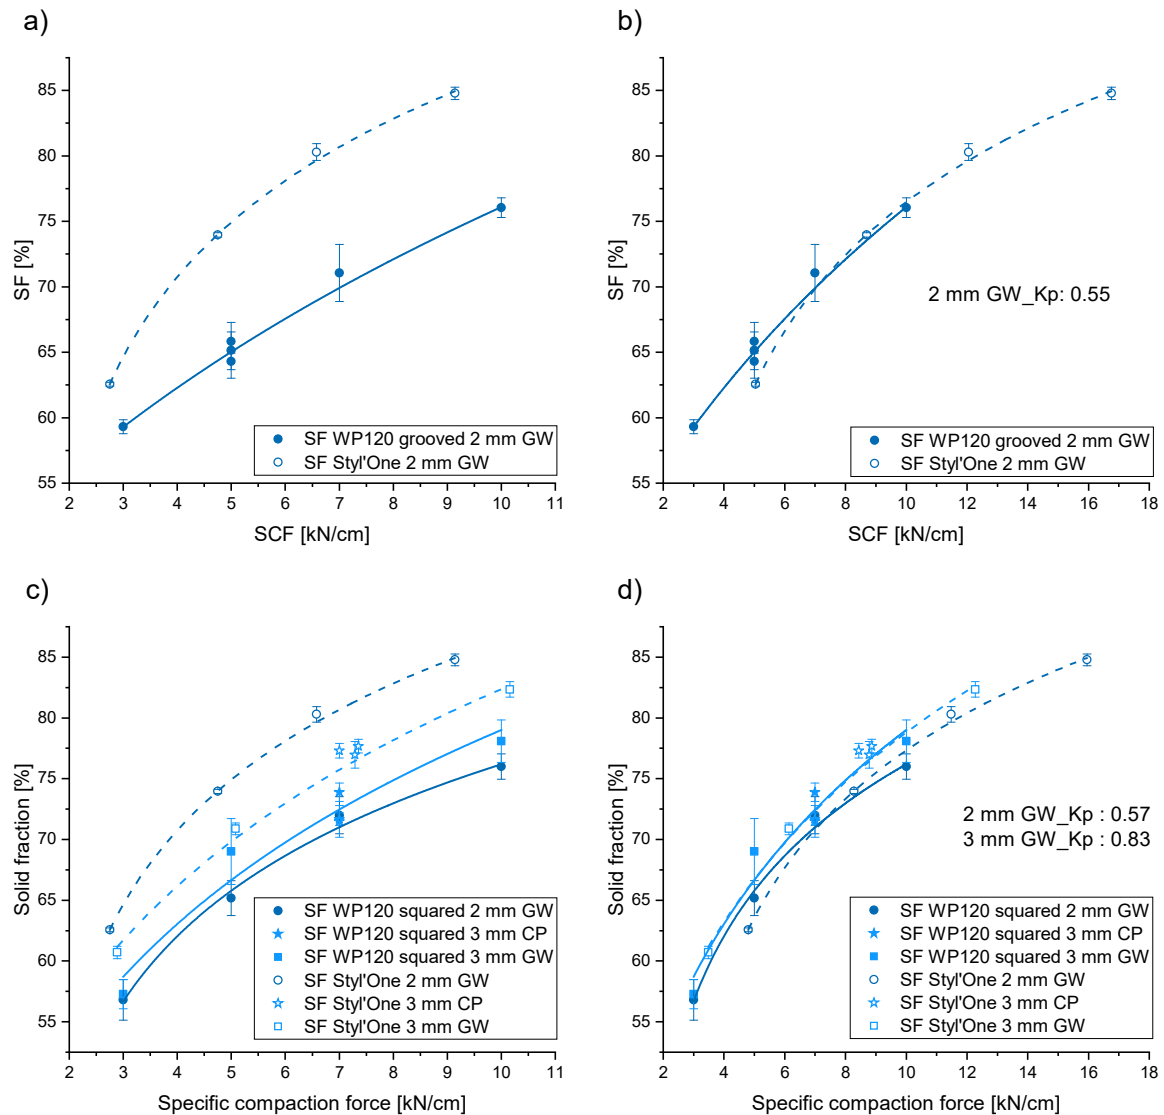 a)
SF [%]
85
80
75
70
65
60
55
2 3 4 5 6 7 8 9 10 11
SCF [kN/cm]
SF WP120 grooved 2 mm GW
SF Styl'One 2 mm GW
b)
SF [%]
85
80
75
70
65
60
55
2 4 6 8 10 12 14 16 18
SCF [kN/cm]
2 mm GW_Kp: 0.55
SF WP120 grooved 2 mm GW
SF Styl'One 2 mm GW
c)
Solid fraction [%]
85
80
75
70
65
60
55
2 3 4 5 6 7 8 9 10 11
Specific compaction force [kN/cm]
SF WP120 squared 2 mm GW
SF WP120 squared 3 mm CP
SF WP120 squared 3 mm GW
SF Styl'One 2 mm GW
SF Styl'One 3 mm CP
SF Styl'One 3 mm GW
d)
Solid fraction [%]
85
80
75
70
65
60
55
2 4 6 8 10 12 14 16 18
Specific compaction force [kN/cm]
2 mm GW_Kp : 0.57
3 mm GW_Kp : 0.83
SF WP120 squared 2 mm GW
SF WP120 squared 3 mm CP
SF WP120 squared 3 mm GW
SF Styl'One 2 mm GW
SF Styl'One 3 mm CP
SF Styl'One 3 mm GW